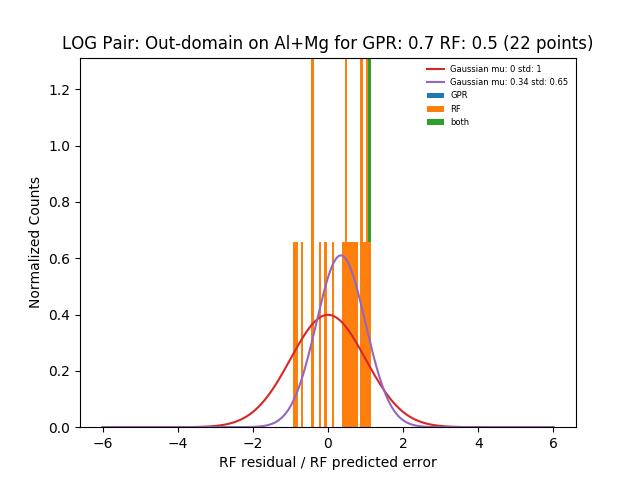 LOG Pair: Out-domain on Al+Mg for GPR: 0.7 RF: 0.5 (22 points)
Gaussian mu: 0 std: 1
Gaussian mu: 0.34 std: 0.65
GPR
RF
both
Normalized Counts
1.2
1.0
0.8
0.6
0.4
0.2
0.0
−6 −4 −2 0 2 4 6
RF residual / RF predicted error